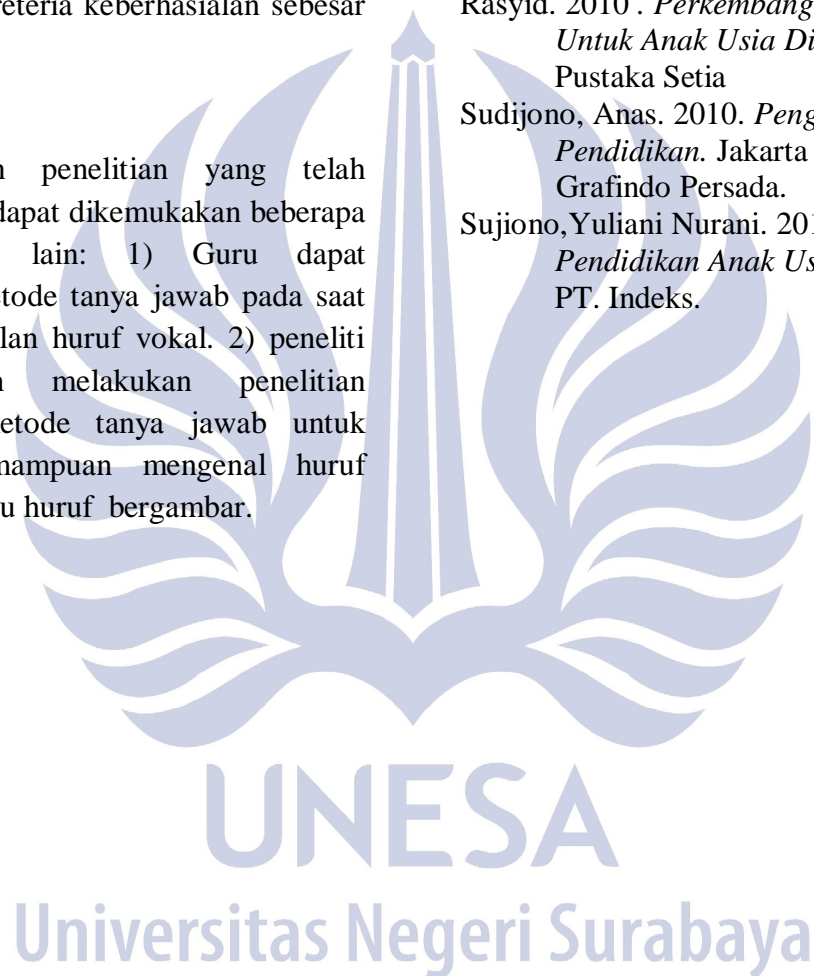 reteria keberhasialan sebesar
penelitian yang telah
dapat dikemukakan beberapa
lain: 1) Guru dapat
tode tanya jawab pada saat
lan huruf vokal. 2) peneliti
melakukan penelitian
etode tanya jawab untuk
mampuan mengenal huruf
u huruf bergambar.
Rasyid. 2010 . Perkembang
Untuk Anak Usia Di
Pustaka Setia
Sudijono, Anas. 2010. Peng
Pendidikan. Jakarta
Grafindo Persada.
Sujiono,Yuliani Nurani. 201
Pendidikan Anak Us
PT. Indeks.
UNESA
Universitas Negeri Surabaya